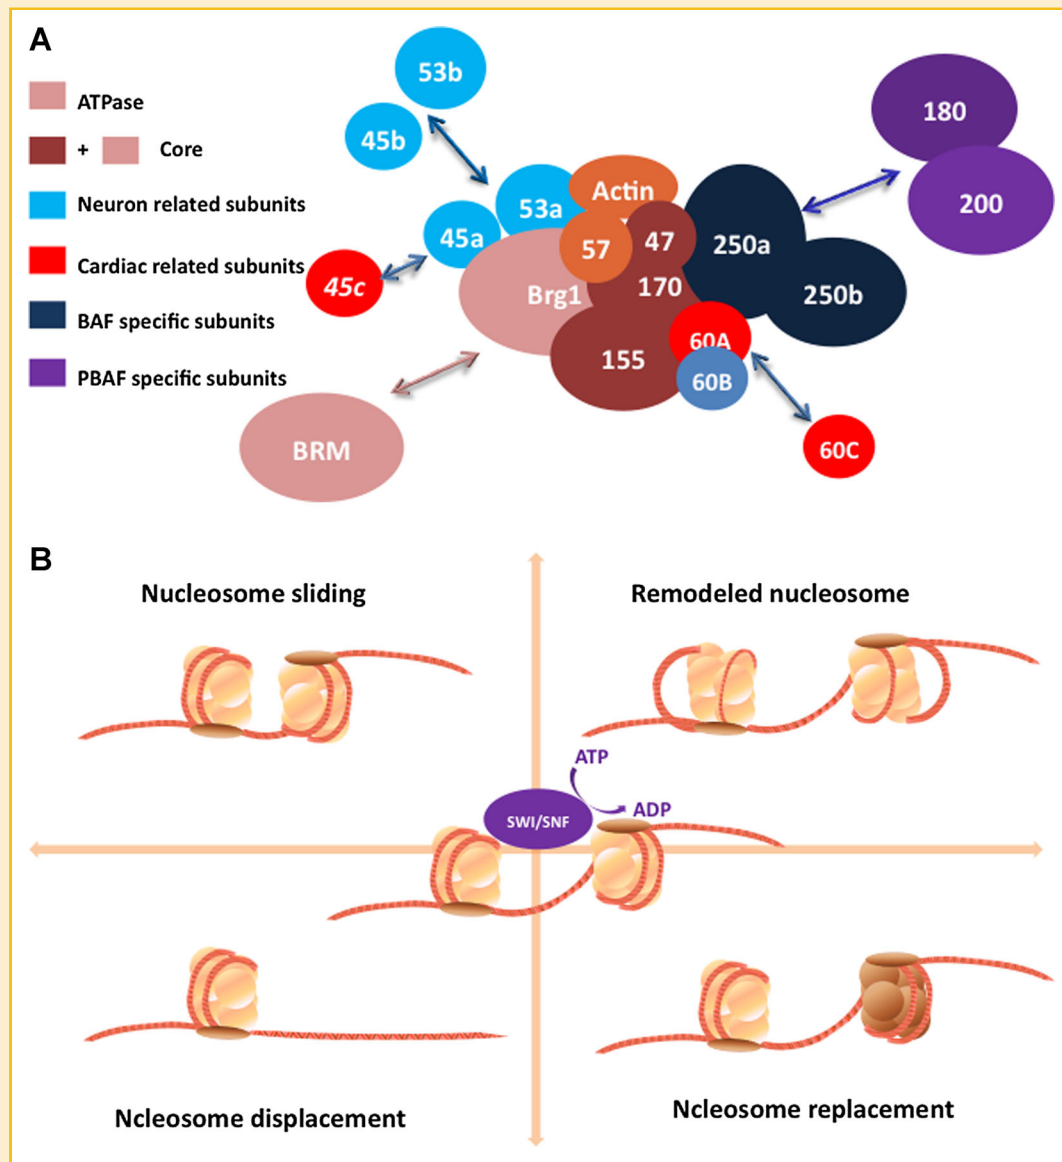 A
ATPase
+ Core
Neuron related subunits
Cardiac related subunits
BAF specific subunits
PBAF specific subunits
53b
45b
53a
45a
45c
Actin
57
47
Brg1
170
155
60A
60B
60C
250a
250b
180
200
BRM
B
Nucleosome sliding
Remodeled nucleosome
ATP
ADP
SWI/SNF
Ncleosome displacement
Ncleosome replacement